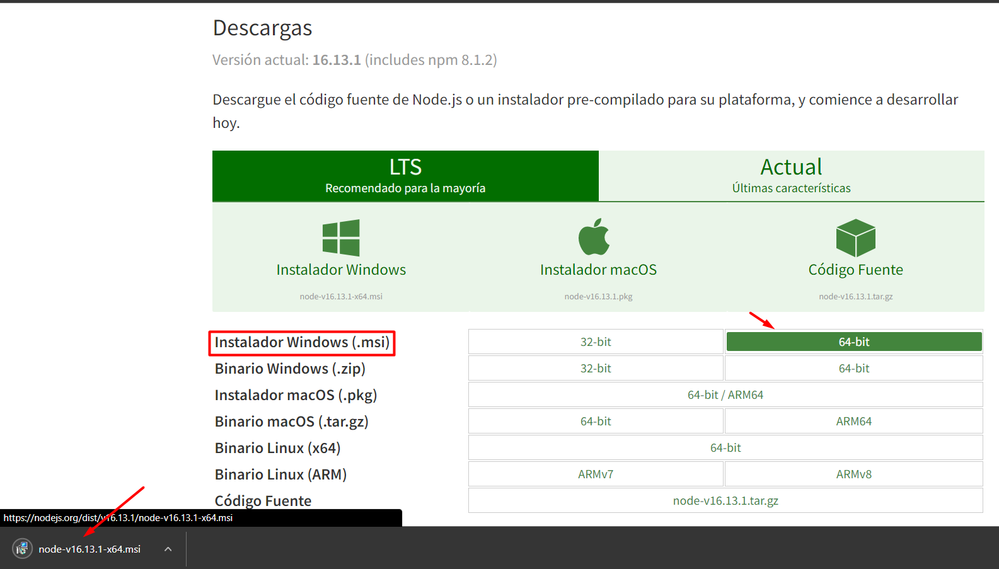 Descargas
Versión actual: 16.13.1 (includes npm 8.1.2)
Descargue el código fuente de Node.js o un instalador pre-compilado para su plataforma, y comience a desarrollar
hoy.
LTS
Recomendado para la mayoría
Actual
Últimas características
Instalador Windows
node-v16.13.1-x64.msi
Instalador macOS
node-v16.13.1.pkg
Código Fuente
node-v16.13.1.tar.gz
Instalador Windows (.msi) 32-bit 64-bit
Binario Windows (.zip) 32-bit 64-bit
Instalador macOS (.pkg) 64-bit / ARM64
Binario macOS (.tar.gz) 64-bit ARM64
Binario Linux (x64) 64-bit
Binario Linux (ARM) ARMv7 ARMv8
Código Fuente node-v16.13.1.tar.gz
https://nodejs.org/dist/v16.13.1/node-v16.13.1-x64.msi
node-v16.13.1-x64.msi